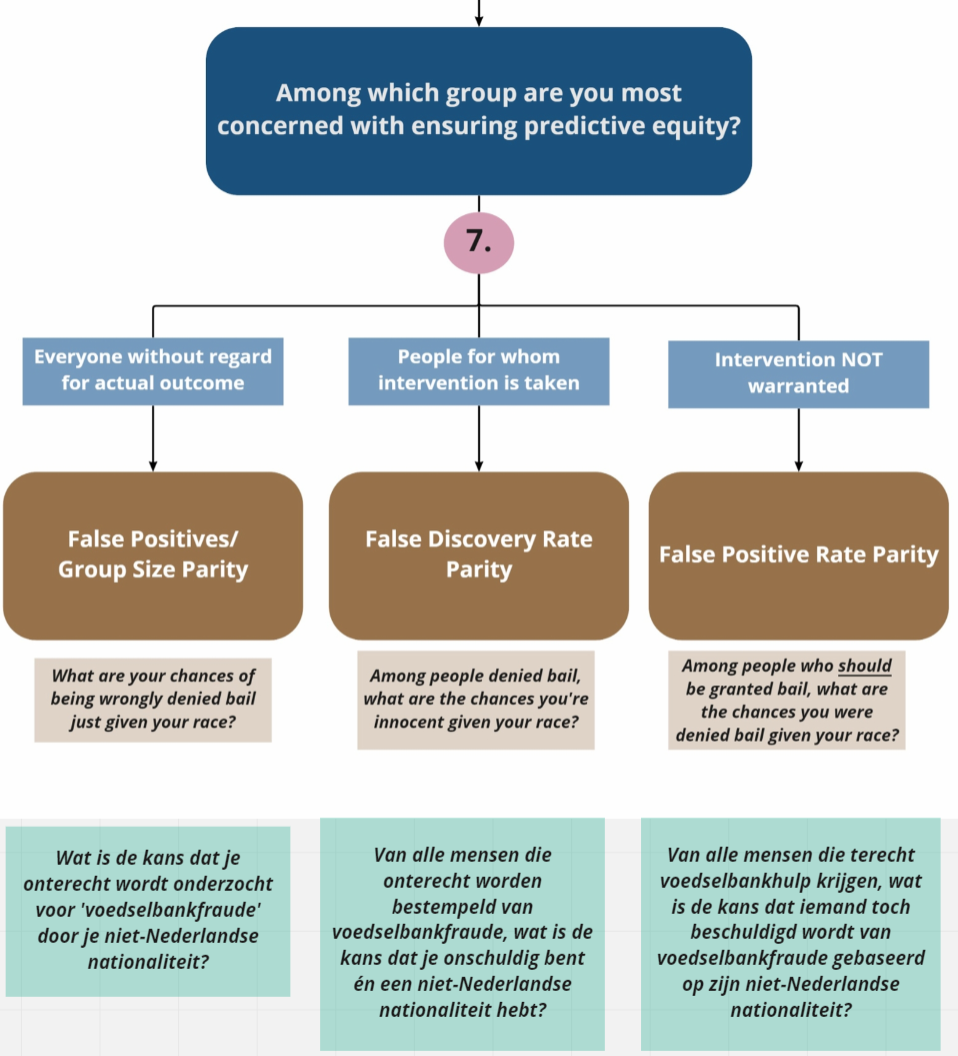 Among which group are you most
concerned with ensuring predictive equity?
7.
Everyone without regard
for actual outcome
People for whom
intervention is taken
Intervention NOT
warranted
False Positives/
Group Size Parity
False Discovery Rate
Parity
False Positive Rate Parity
What are your chances of
being wrongly denied bail
just given your race?
Among people denied bail,
what are the chances you're
innocent given your race?
Among people who should
be granted bail, what are
the chances you were
denied bail given your race?
Wat is de kans dat je
onterecht wordt onderzocht
voor 'voedselbankfraude'
door je niet-Nederlandse
nationaliteit?
Van alle mensen die
onterecht worden
bestempeld van
voedselbankfraude, wat is de
kans dat je onschuldig bent
én een niet-Nederlandse
nationaliteit hebt?
Van alle mensen die terecht
voedselbankhulp krijgen, wat
is de kans dat iemand toch
beschuldigd wordt van
voedselbankfraude gebaseerd
op zijn niet-Nederlandse
nationaliteit?